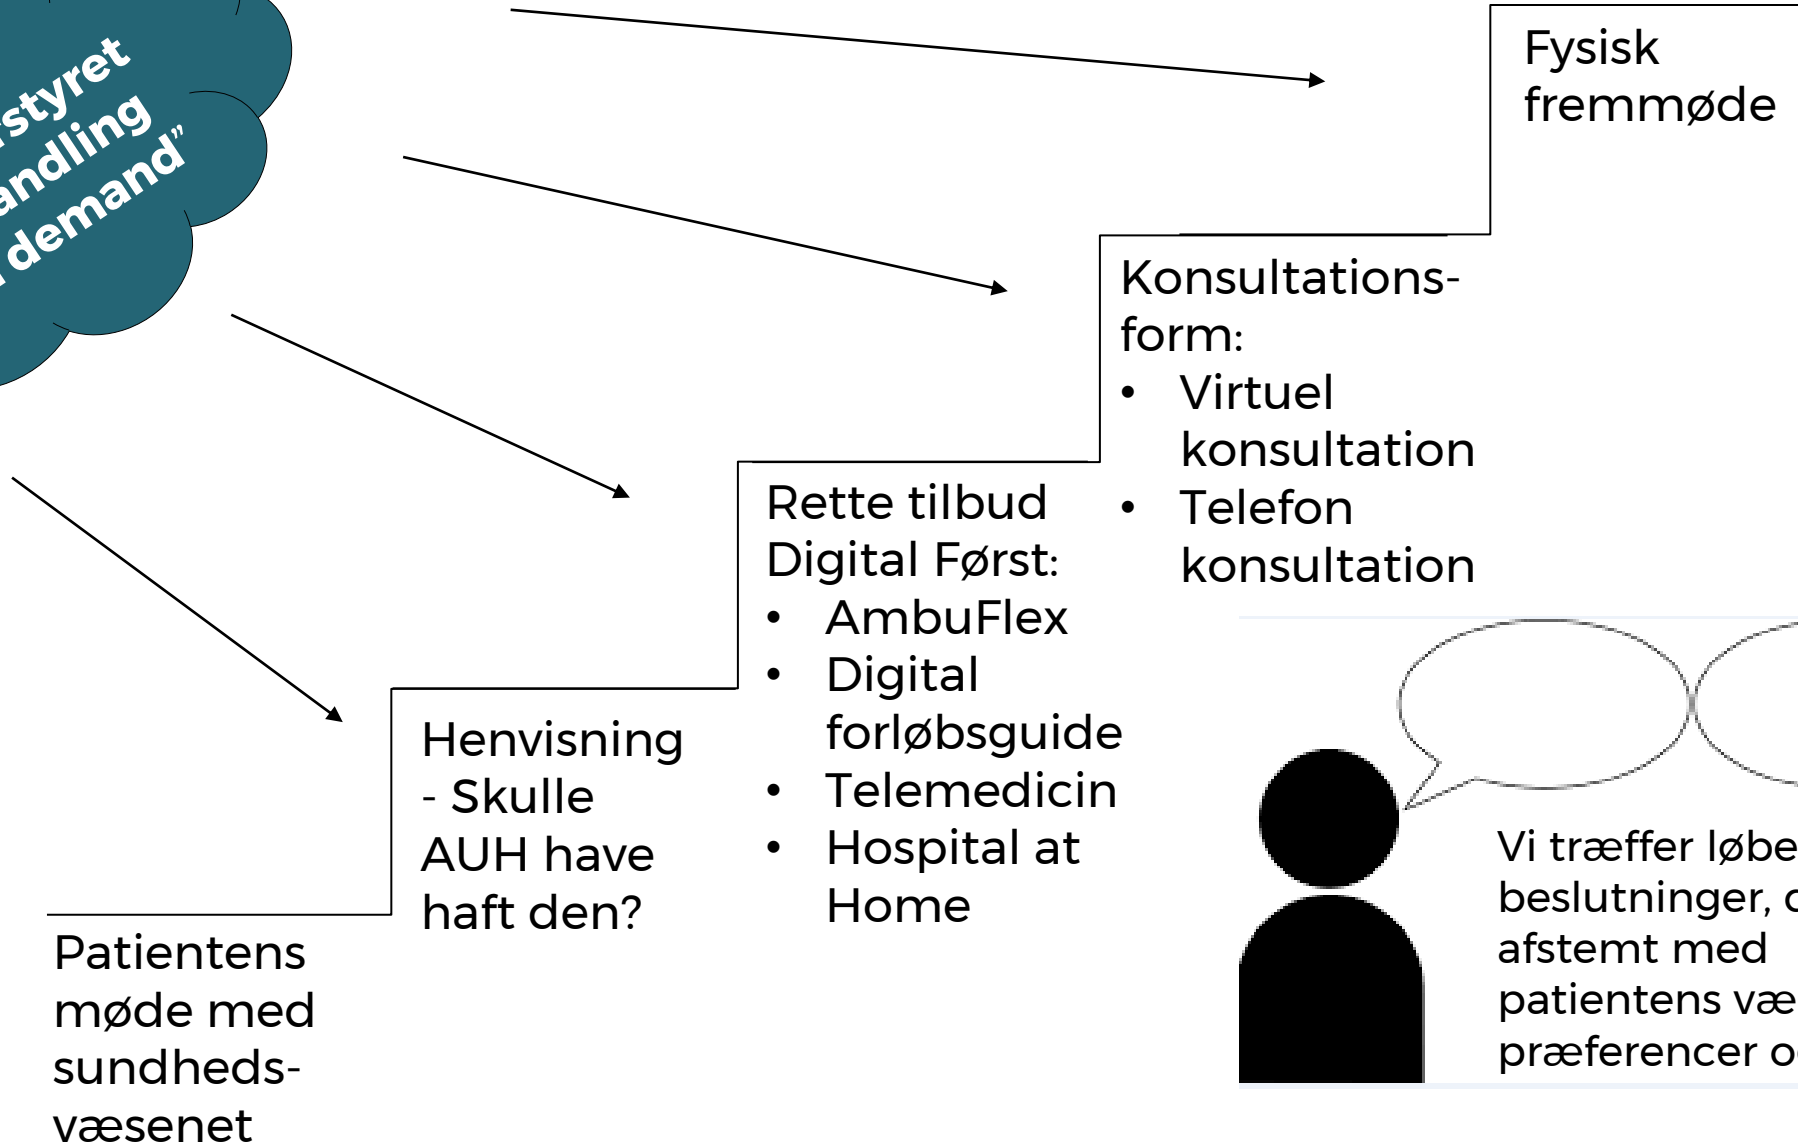 styret
andling
demand”
Fysisk
fremmøde
Konsultations-
form:
• Virtuel
konsultation
• Telefon
konsultation
Rette tilbud
Digital Først:
• AmbuFlex
• Digital
forløbsguide
• Telemedicin
• Hospital at
Home
Henvisning
- Skulle
AUH have
haft den?
Patientens
møde med
sundheds-
væsenet
Vi træffer løbe
beslutninger,
afstemt med
patientens væ
præferencer o